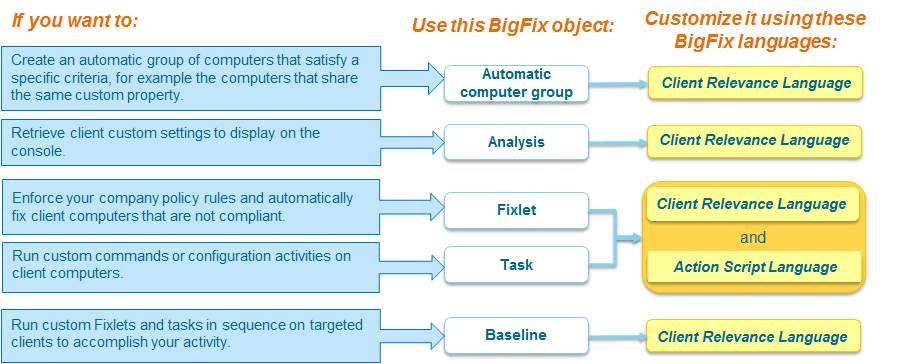 If you want to:
Use this BigFix object:
Customize it using these
BigFix languages:
Create an automatic group of computers that satisfy a
specific criteria, for example the computers that share
the same custom property.
Automatic
computer group
Client Relevance Language
Retrieve client custom settings to display on the
console.
Analysis
Client Relevance Language
Enforce your company policy rules and automatically
fix client computers that are not compliant.
Fixlet
Client Relevance Language
and
Run custom commands or configuration activities on
client computers.
Task
Action Script Language
Run custom Fixlets and tasks in sequence on targeted
clients to accomplish your activity.
Baseline
Client Relevance Language